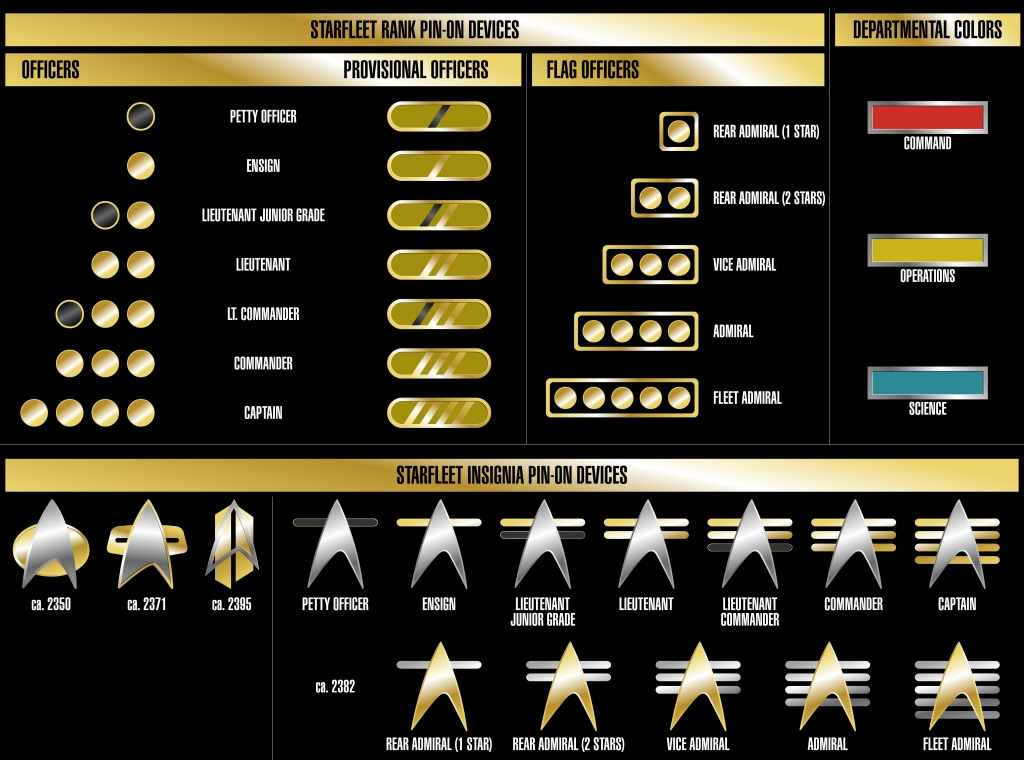 STARFLEET RANK PIN-ON DEVICES
DEPARTMENTAL COLORS
OFFICERS
PROVISIONAL OFFICERS
FLAG OFFICERS
PETTY OFFICER
ENSIGN
LIEUTENANT JUNIOR GRADE
LIEUTENANT
LT. COMMANDER
COMMANDER
CAPTAIN
REAR ADMIRAL (1 STAR)
REAR ADMIRAL (2 STARS)
VICE ADMIRAL
ADMIRAL
FLEET ADMIRAL
COMMAND
OPERATIONS
SCIENCE
STARFLEET INSIGNIA PIN-ON DEVICES
ca. 2350
ca. 2371
ca. 2395
PETTY OFFICER
ENSIGN
LIEUTENANT
JUNIOR GRADE
LIEUTENANT
LIEUTENANT
COMMANDER
COMMANDER
CAPTAIN
ca. 2382
REAR ADMIRAL (1 STAR)
REAR ADMIRAL (2 STARS)
VICE ADMIRAL
ADMIRAL
FLEET ADMIRAL